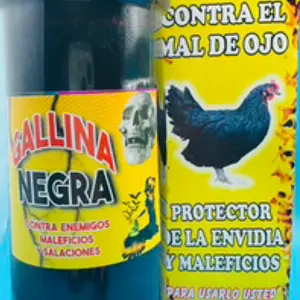 GALLINA
NEGRA
CONTRA ENEMIGOS
MALEFICIOS
Y SALACIONES
CONTRA EL
MAL DE OJO
PROTECTOR
DE LA ENVIDIA
Y MALEFICIOS
PARA USARLO USTED